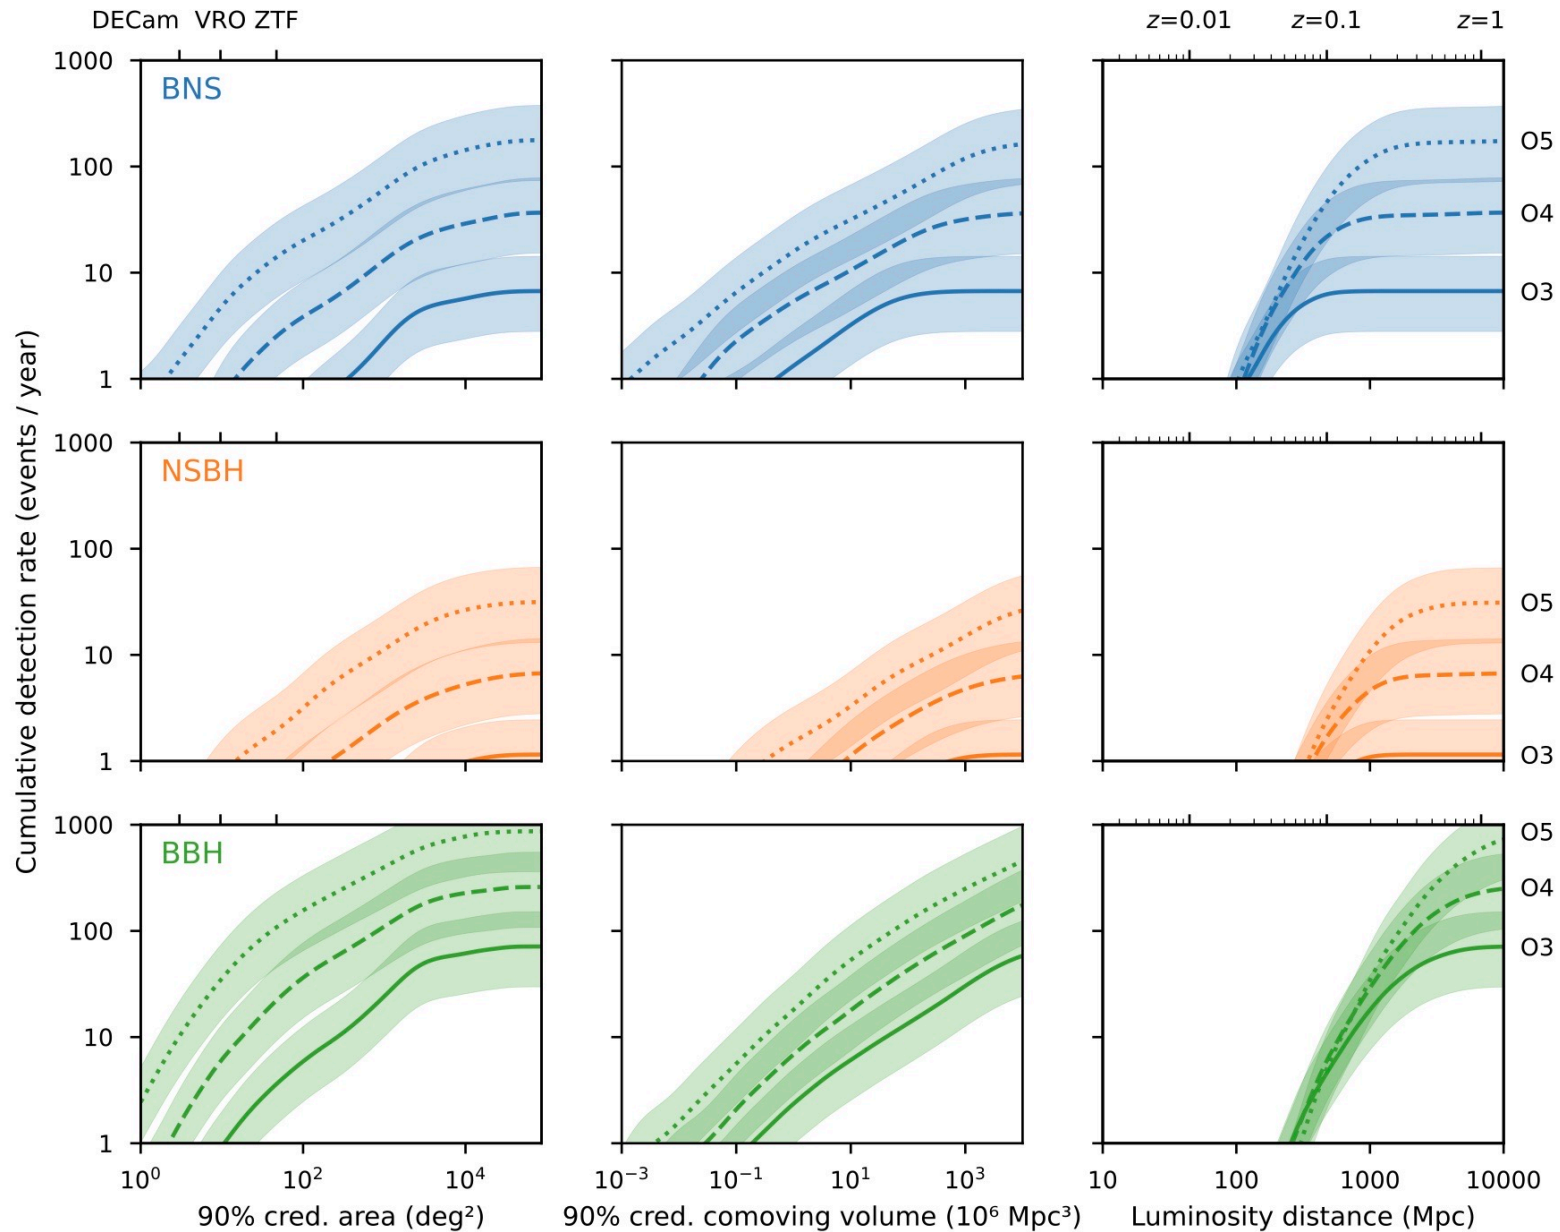 DECam VRO ZTF
z=0.01 z=0.1 z=1
1000
BNS
100
10
1
O5
O4
O3
Cumulative detection rate (events / year)
1000
NSBH
100
10
1
O5
O4
O3
1000
BBH
100
10
1
O5
O4
O3
10⁰ 10² 10⁴
10⁻³ 10⁻¹ 10¹ 10³
10 100 1000 10000
90% cred. area (deg²)
90% cred. comoving volume (10⁶ Mpc³)
Luminosity distance (Mpc)